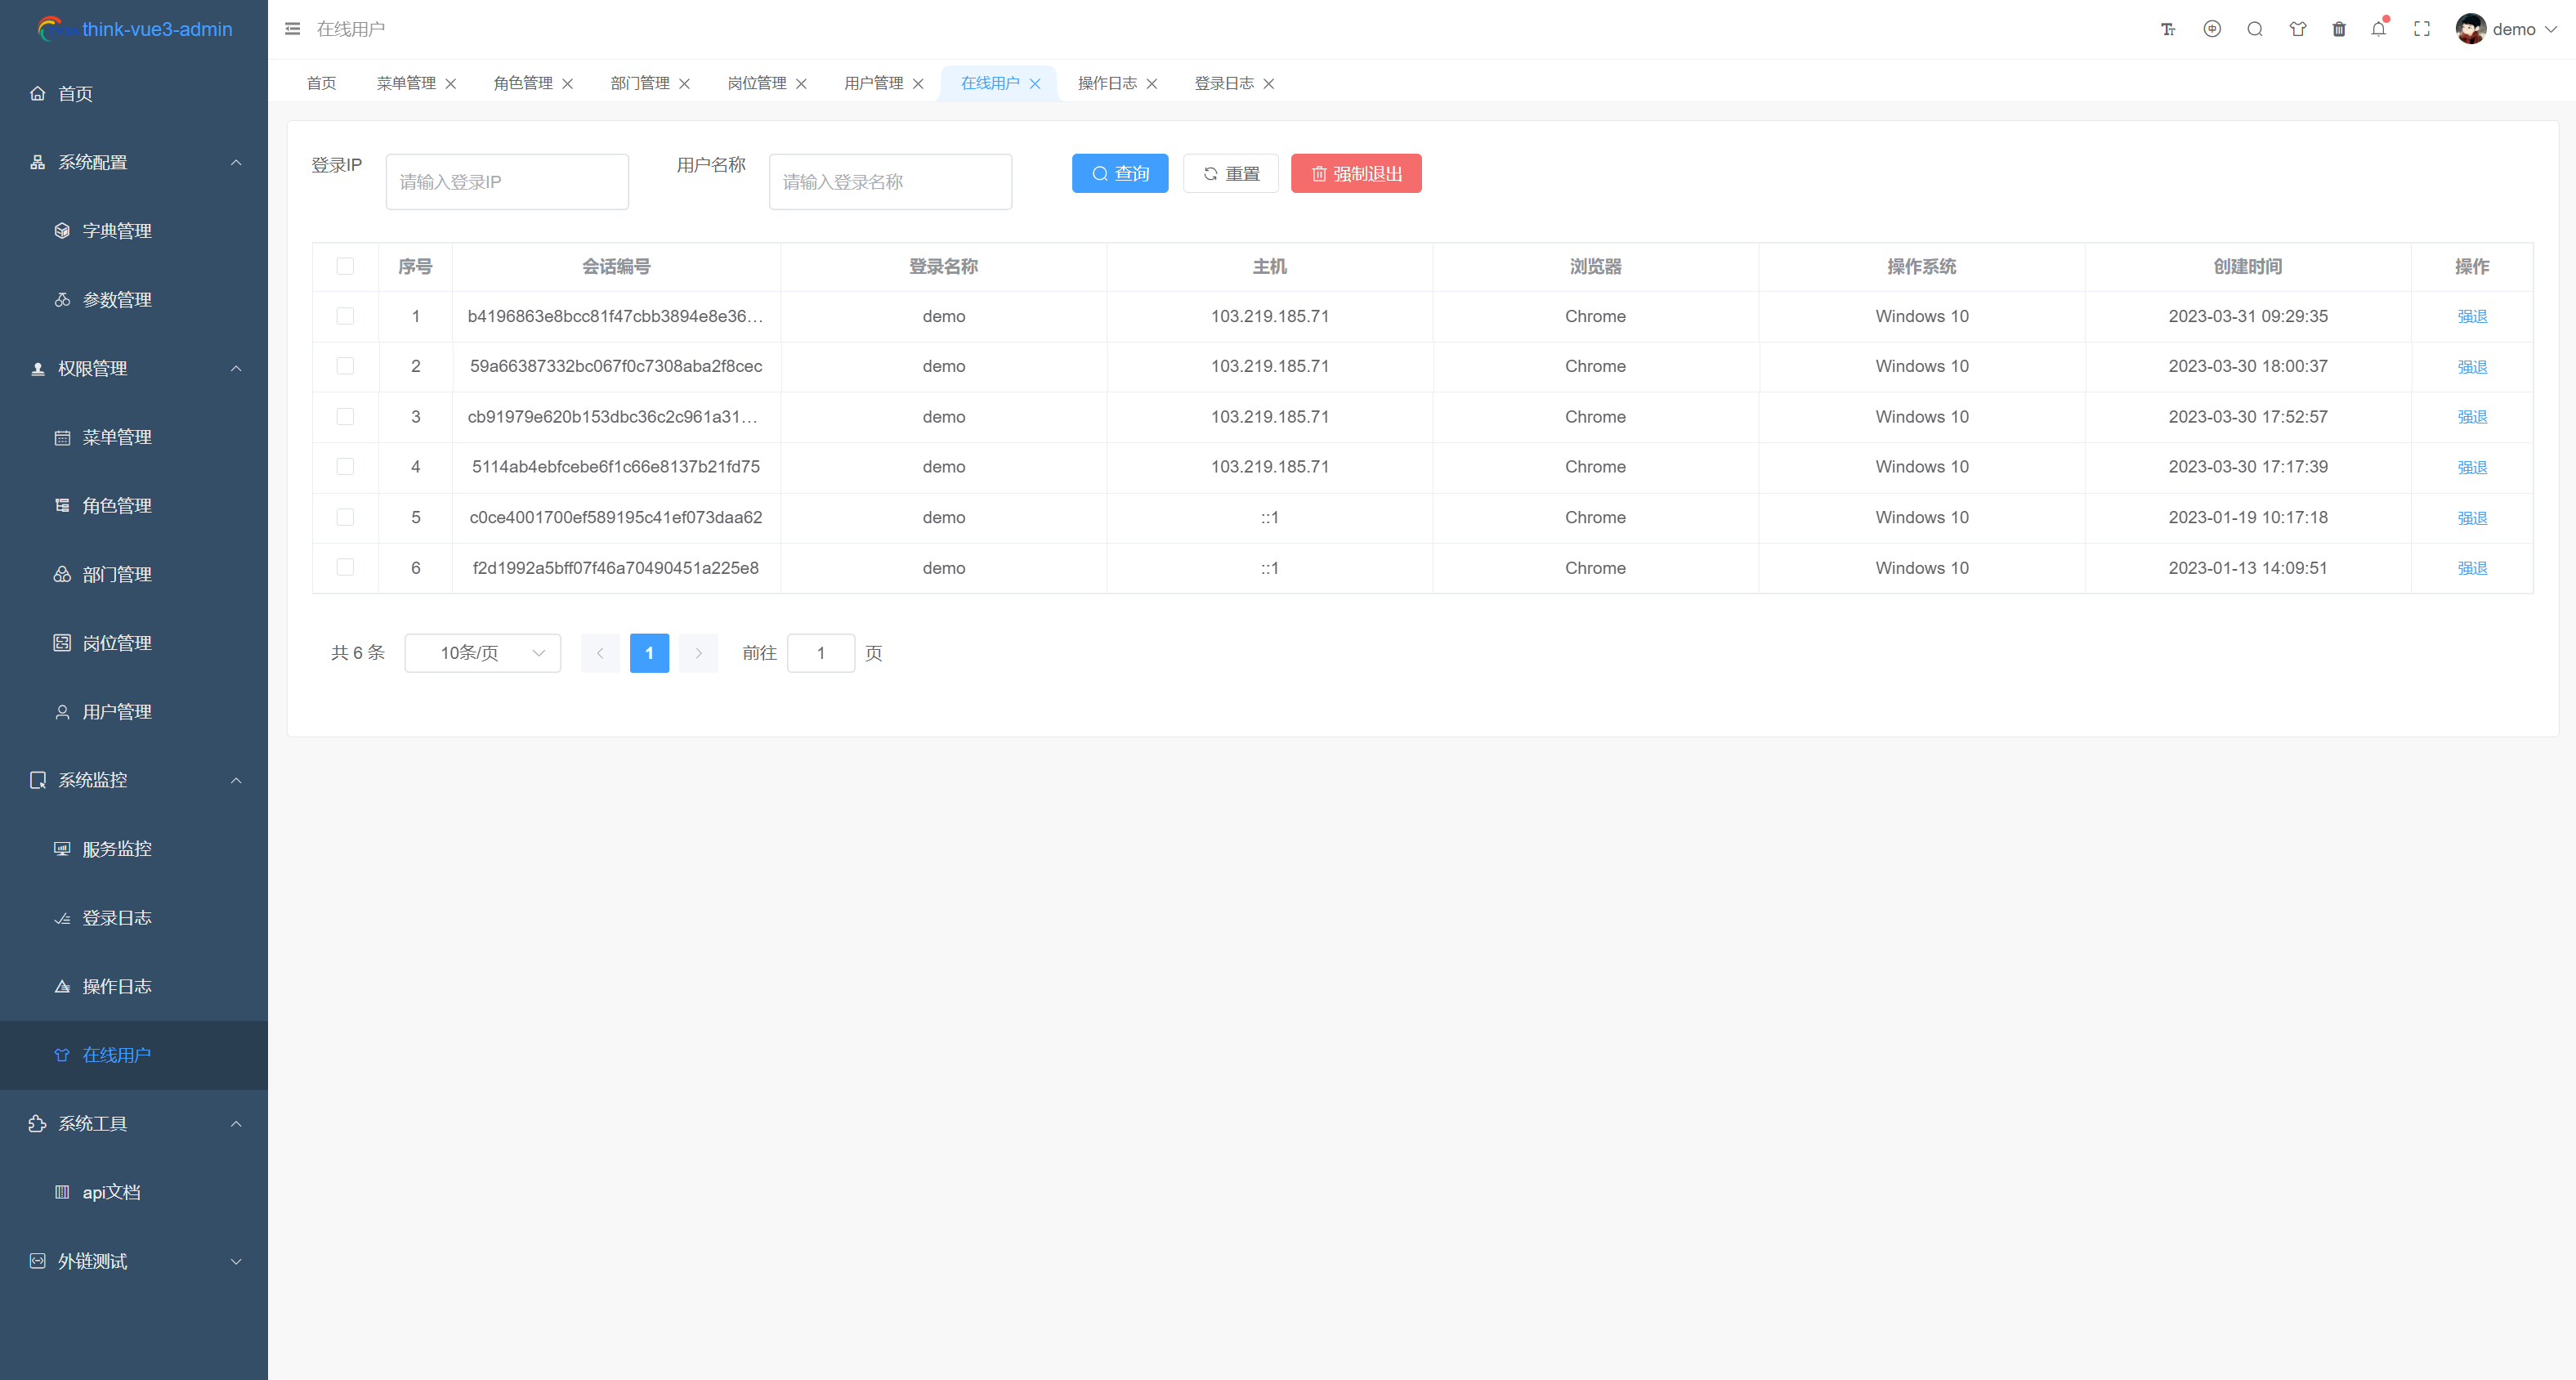 think-vue3-admin
首页
系统配置
字典管理
参数管理
权限管理
菜单管理
角色管理
部门管理
岗位管理
用户管理
系统监控
服务监控
登录日志
操作日志
在线用户
系统工具
api文档
外链测试
在线用户
demo
首页 菜单管理 角色管理 部门管理 岗位管理 用户管理 在线用户 操作日志 登录日志
登录IP 请输入登录IP 用户名称 请输入登录名称 查询 重置 强制退出
序号 会话编号 登录名称 主机 浏览器 操作系统 创建时间 操作
1 b4196863e8bcc81f47cbb3894e8e36… demo 103.219.185.71 Chrome Windows 10 2023-03-31 09:29:35 强退
2 59a66387332bc067f0c7308aba2f8cec demo 103.219.185.71 Chrome Windows 10 2023-03-30 18:00:37 强退
3 cb91979e620b153dbc36c2c961a31… demo 103.219.185.71 Chrome Windows 10 2023-03-30 17:52:57 强退
4 5114ab4ebfcebe6f1c66e8137b21fd75 demo 103.219.185.71 Chrome Windows 10 2023-03-30 17:17:39 强退
5 c0ce4001700ef589195c41ef073daa62 demo ::1 Chrome Windows 10 2023-01-19 10:17:18 强退
6 f2d1992a5bff07f46a70490451a225e8 demo ::1 Chrome Windows 10 2023-01-13 14:09:51 强退
共 6 条 10条/页 1 前往 1 页